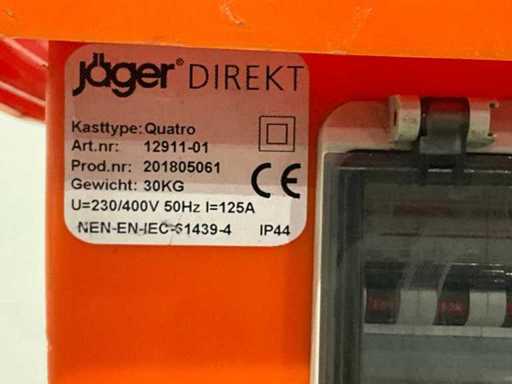 jäger® DIREKT
Kasttype: Quatro
Art.nr: 12911-01
Prod.nr: 201805061
Gewicht: 30KG
CE
U=230/400V 50Hz I=125A
NEN-EN-IEC-61439-4 IP44